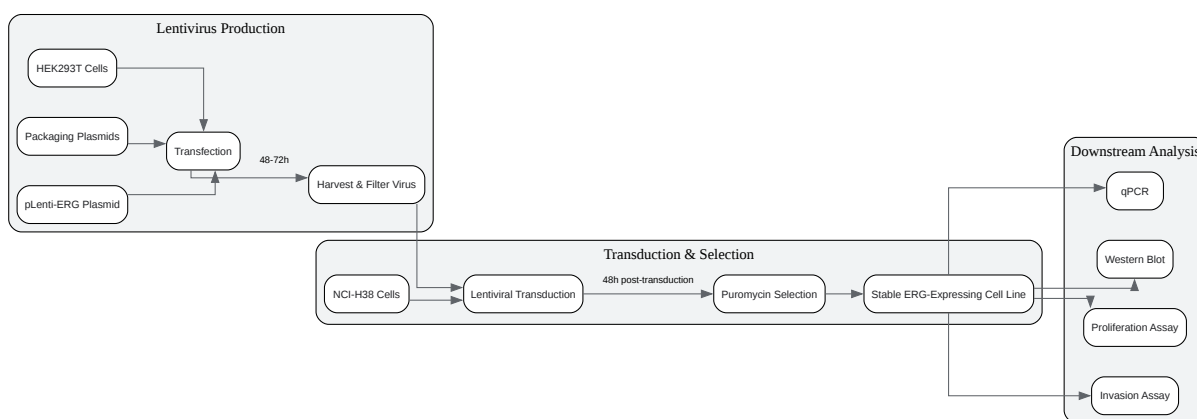 Lentivirus Production
HEK293T Cells
Packaging Plasmids
Transfection
48-72h
Harvest & Filter Virus
pLenti-ERG Plasmid
Transduction & Selection
NCI-H38 Cells
Lentiviral Transduction
48h post-transduction
Puromycin Selection
Stable ERG-Expressing Cell Line
Downstream Analysis
qPCR
Western Blot
Proliferation Assay
Invasion Assay